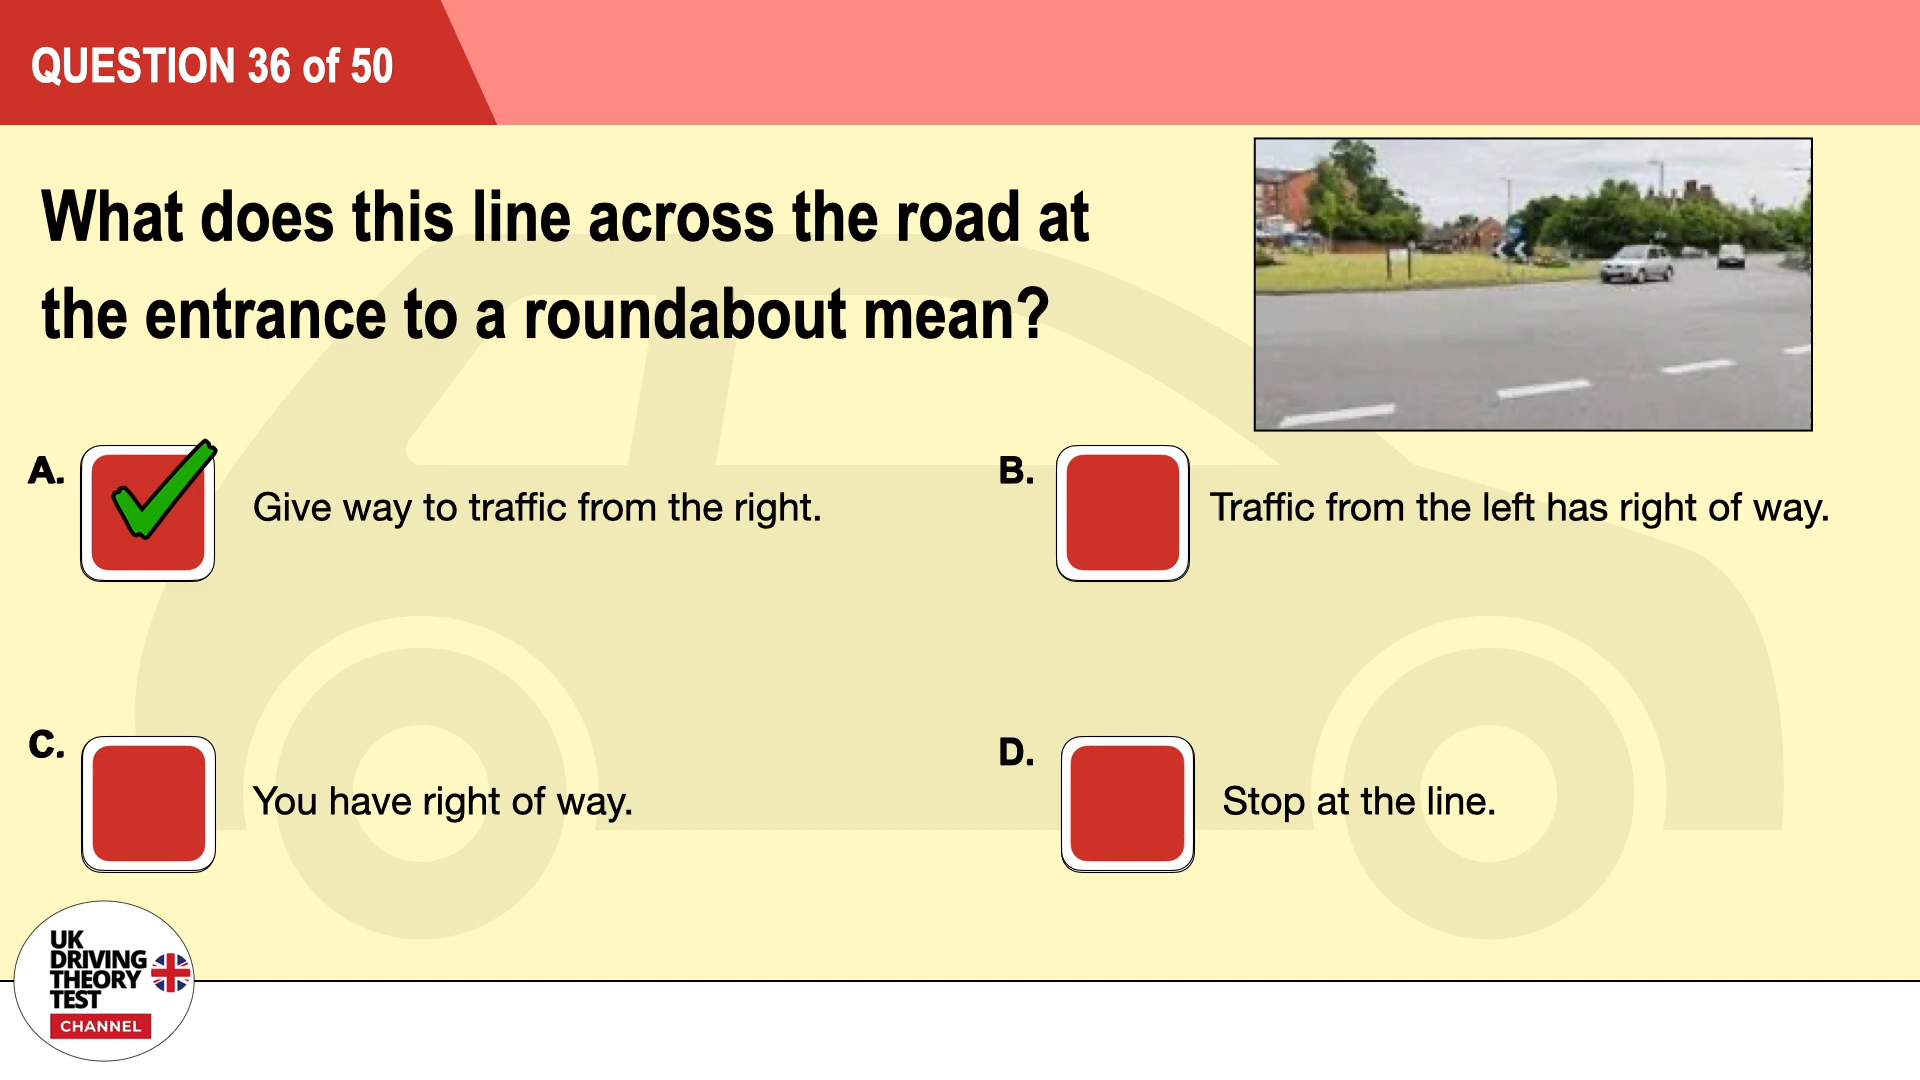 QUESTION 36 of 50
What does this line across the road at
the entrance to a roundabout mean?
A.
Give way to traffic from the right.
B.
Traffic from the left has right of way.
C.
You have right of way.
D.
Stop at the line.
UK
DRIVING
THEORY
TEST
CHANNEL